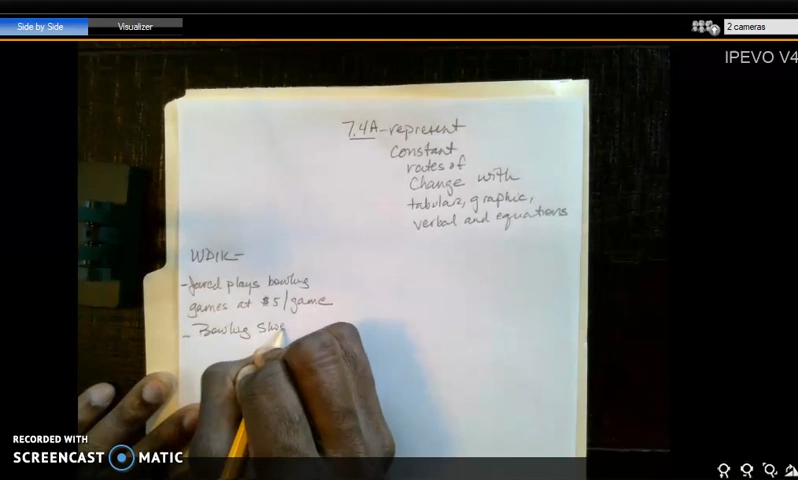 Side by Side
Visualizer
2 cameras
IPEVO V4
7.4A-represent
Constant
rates of
Change with
tabular, graphic,
verbal and equations
WDIK-
-Jared plays bowling
games at $5/game
- Bowling Shoe
RECORDED WITH
SCREENCAST MATIC